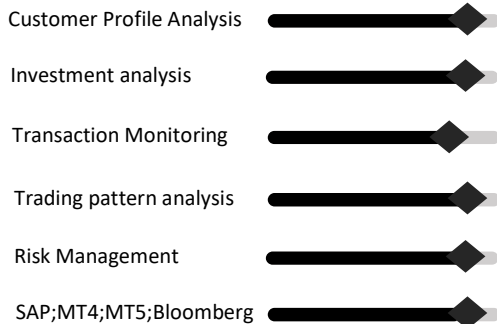 Customer Profile Analysis
Investment analysis
Transaction Monitoring
Trading pattern analysis
Risk Management
SAP;MT4;MT5;Bloomberg